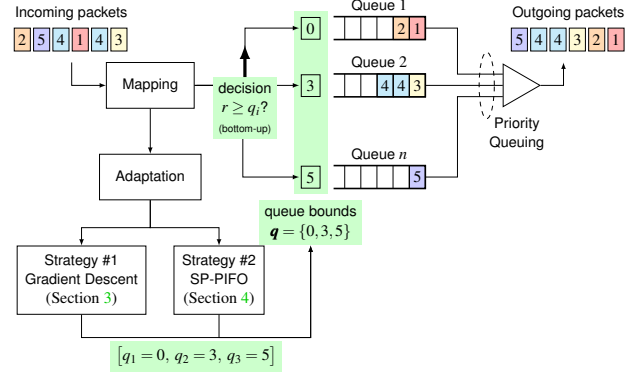 Incoming packets
2 5 4 1 4 3
Mapping
decision
r ≥ qᵢ?
(bottom-up)
0
3
5
Queue 1
2 1
Queue 2
4 4 3
Queue n
5
Priority
Queuing
Outgoing packets
5 4 4 3 2 1
Adaptation
queue bounds
q = {0,3,5}
Strategy #1
Gradient Descent
(Section 3)
Strategy #2
SP-PIFO
(Section 4)
[q₁ = 0, q₂ = 3, q₃ = 5]